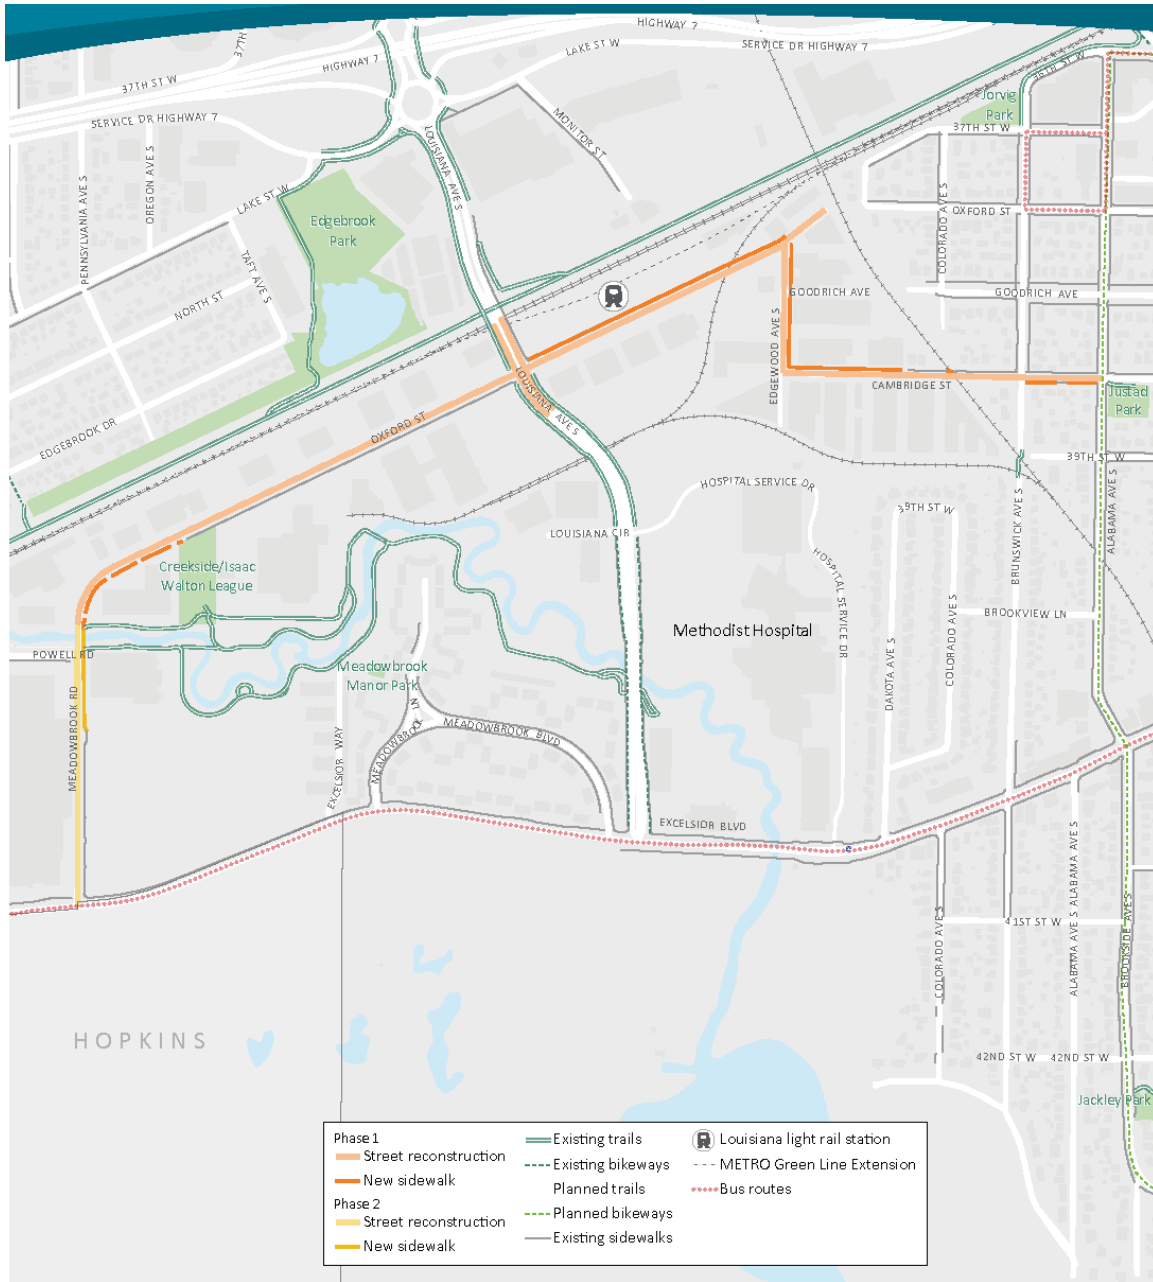 HIGHWAY 7
37TH
LAKE ST W
SERVICE DR HIGHWAY 7
HIGHWAY 7
37TH ST W
35TH ST W
Jorvig
Park
SERVICE DR HIGHWAY 7
MONITOR ST
37TH ST W
LOUISIANA AVE S
OREGON AVE S
PENNSYLVANIA AVE S
LAKE ST W
Edgebrook
Park
COLORADO AVE S
OXFORD ST
TAFT AVE S
NORTH ST
GOODRICH AVE
GOODRICH AVE
EDGEWOOD AVE S
LOUISIANA AVE S
CAMBRIDGE ST
Justad
Park
OXFORD ST
EDGEBROOK DR
39TH ST W
HOSPITAL SERVICE DR
39TH ST W
BRUNSWICK AVE S
ALABAMA AVE S
LOUISIANA CIR
Creekside/Isaac
Walton League
HOSPITAL SERVICE DR
BROOKVIEW LN
Methodist Hospital
POWELL RD
Meadowbrook
Manor Park
DAKOTA AVE S
COLORADO AVE S
MEADOWBROOK RD
MEADOWBROOK LN
MEADOWBROOK BLVD
EXCELSIOR WAY
EXCELSIOR BLVD
ALABAMA AVE S
ALABAMA AVE S
41ST ST W
COLORADO AVE S
BROOKSIDE AVE S
HOPKINS
42ND ST W
42ND ST W
Jackley Park
Phase 1
Street reconstruction
New sidewalk
Phase 2
Street reconstruction
New sidewalk
Existing trails
Existing bikeways
Planned trails
Planned bikeways
Existing sidewalks
Louisiana light rail station
METRO Green Line Extension
Bus routes